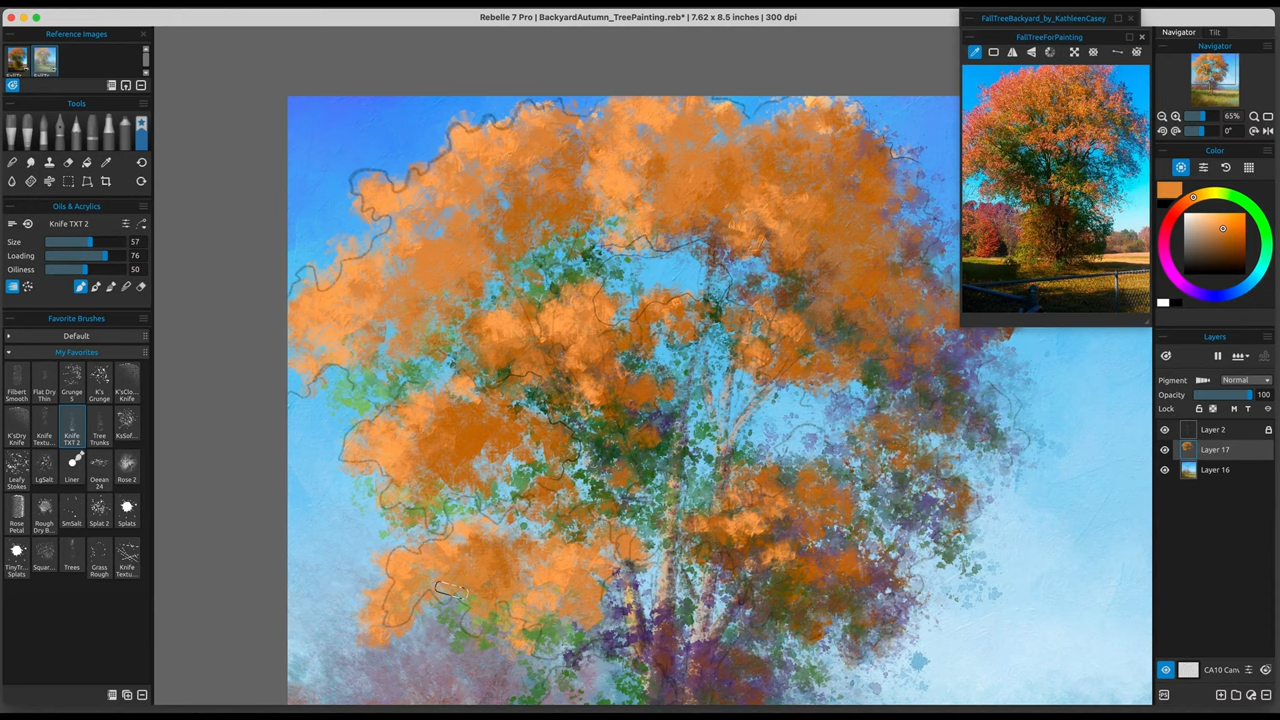 Rebelle 7 Pro | BackyardAutumn_TreePainting.reb* | 7.62 x 8.5 inches | 300 dpi
FallTreeBackyard_by_KathleenCasey
Reference Images
FallTreeForPainting
Navigator Tilt
Navigator
Tools
65%
0°
Color
Oils & Acrylics
Knife TXT 2
Size 57
Loading 76
Oiliness 50
Favorite Brushes
Default
My Favorites
Filbert Smooth
Flat Dry Thin
Grunge 5
K's Grunge
K'sClo... Knife
K'sDry Knife
Knife Textu...
Knife TXT 2
Tree Trunks
KsSof...
Leafy Stokes
LgSalt
Liner
Ocean 24
Rose 2
Rose Petal
Rough Dry B...
SmSalt
Splat 2
Splats
TinyTr... Splats
Squar...
Trees
Grass Rough
Knife Textu...
Layers
Pigment Normal
Opacity 100
Lock M T
Layer 2
Layer 17
Layer 16
CA10 Can
PS